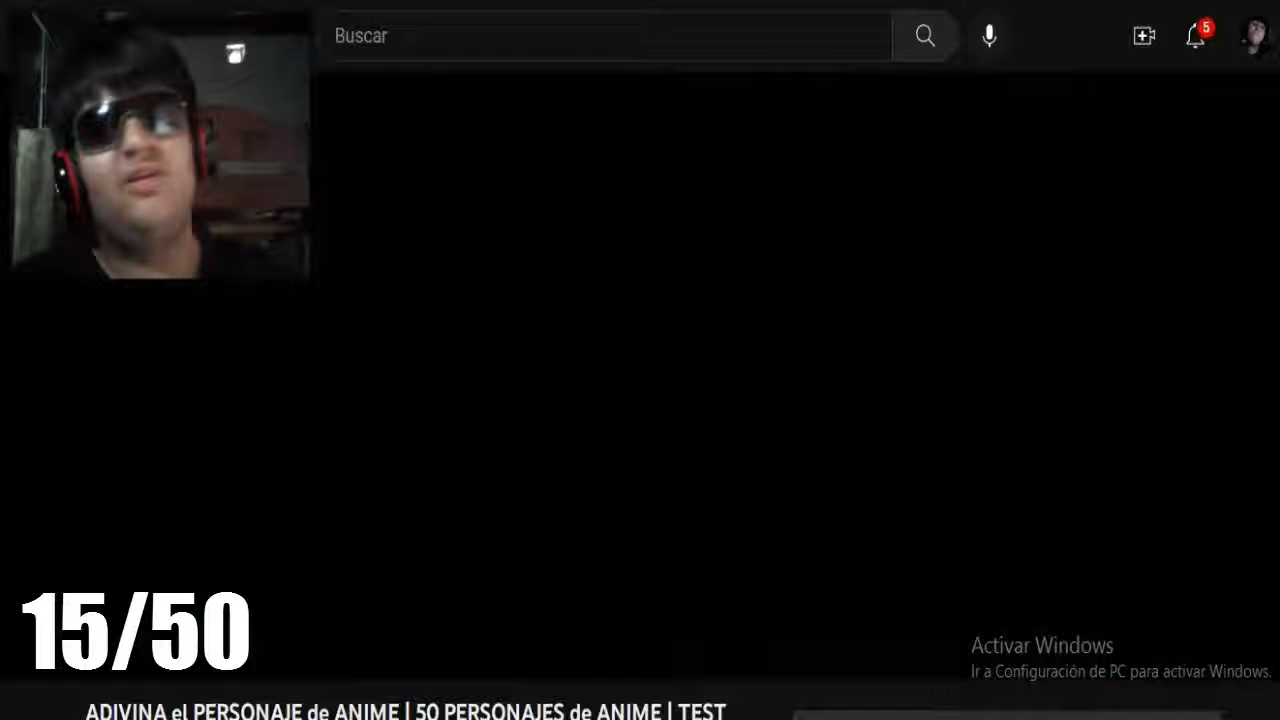 Buscar
5
15/50
Activar Windows
Ir a Configuración de PC para activar Windows.
ADIVINA el PERSONAJE de ANIME | 50 PERSONAJES de ANIME | TEST